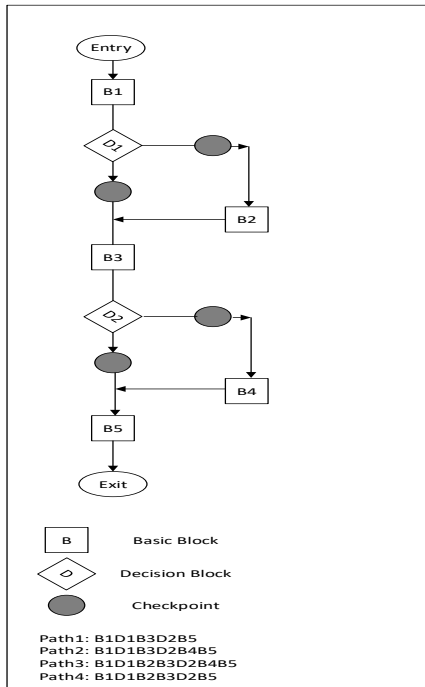 Entry
B1
D1
B2
B3
D2
B4
B5
Exit
B Basic Block
D Decision Block
Checkpoint
Path1: B1D1B3D2B5
Path2: B1D1B3D2B4B5
Path3: B1D1B2B3D2B4B5
Path4: B1D1B2B3D2B5